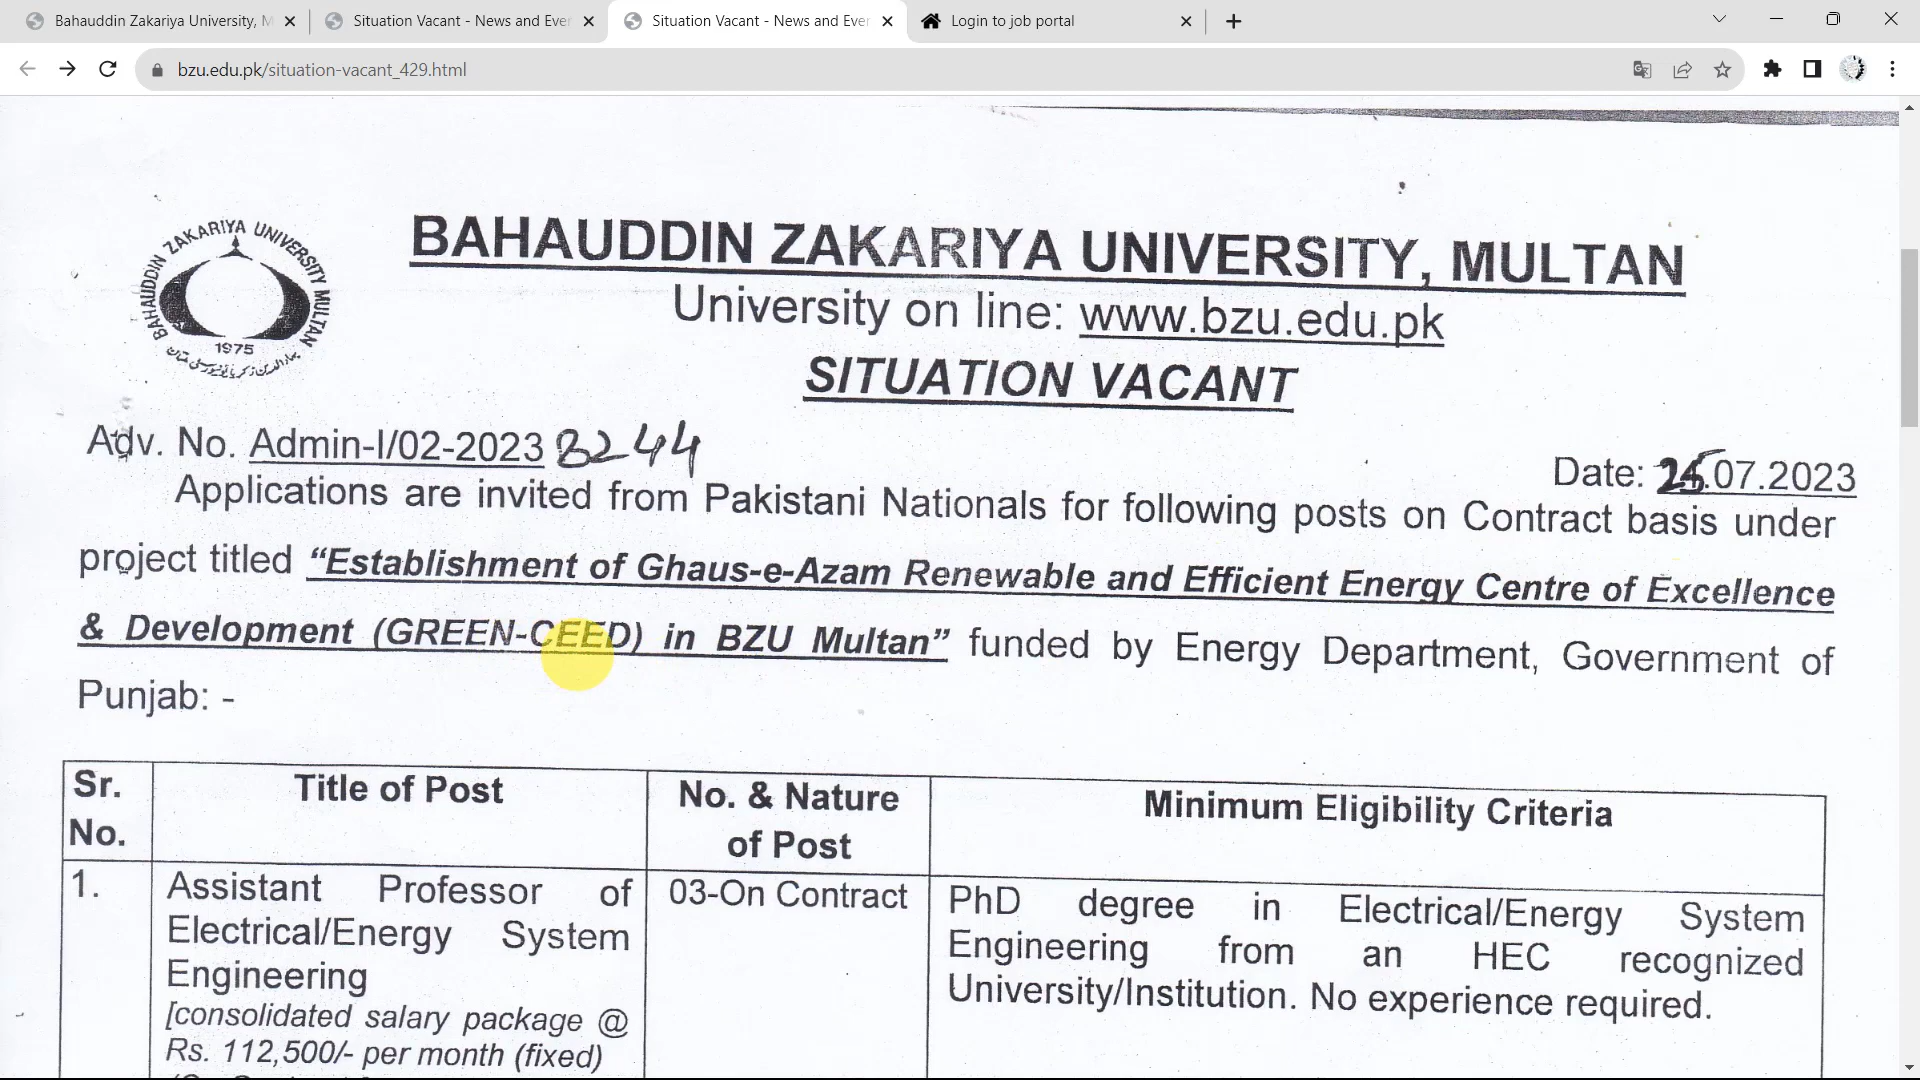 Bahauddin Zakariya University, M
Situation Vacant - News and Ever
Situation Vacant - News and Ever
Login to job portal
bzu.edu.pk/situation-vacant_429.html
BAHAUDDIN ZAKARIYA UNIVERSITY MULTAN
1975
BAHAUDDIN ZAKARIYA UNIVERSITY, MULTAN
University on line: www.bzu.edu.pk
SITUATION VACANT
Adv. No. Admin-I/02-2023 8244
Date: 25.07.2023
Applications are invited from Pakistani Nationals for following posts on Contract basis under
project titled “Establishment of Ghaus-e-Azam Renewable and Efficient Energy Centre of Excellence
& Development (GREEN-CEED) in BZU Multan” funded by Energy Department, Government of
Punjab: -
Sr. No.
Title of Post
No. & Nature of Post
Minimum Eligibility Criteria
1.
Assistant Professor of
Electrical/Energy System
Engineering
[consolidated salary package @
Rs. 112,500/- per month (fixed)
03-On Contract
PhD degree in Electrical/Energy System
Engineering from an HEC recognized
University/Institution. No experience required.